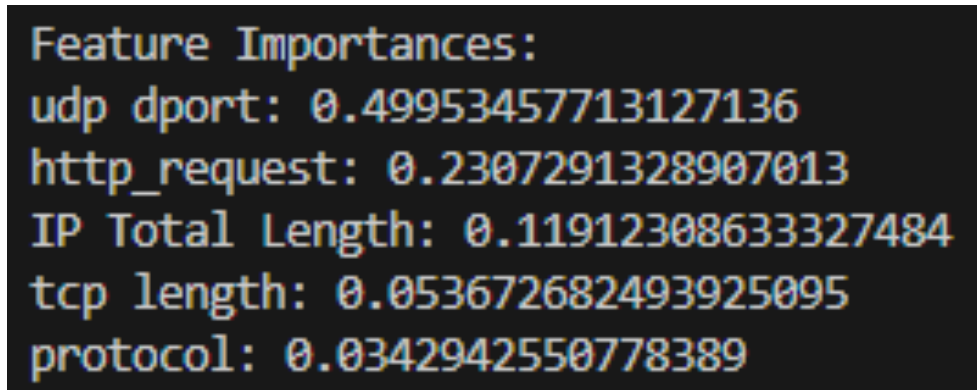 Feature Importances:
udp dport: 0.49953457713127136
http_request: 0.2307291328907013
IP Total Length: 0.11912308633327484
tcp length: 0.053672682493925095
protocol: 0.0342942550778389